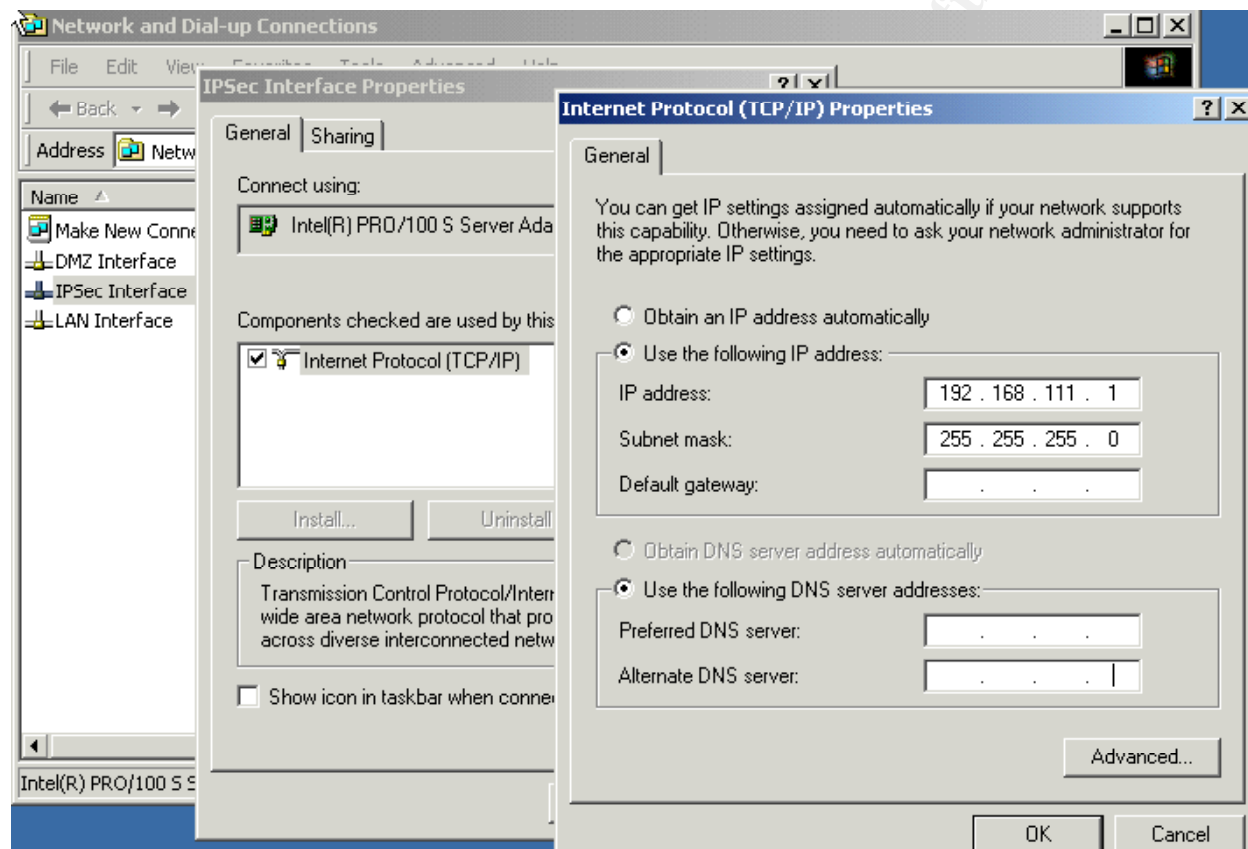 Network and Dial-up Connections
File Edit View Favorites Tools Advanced Help
Back
Address Netw
Name
Make New Conne
DMZ Interface
IPSec Interface
LAN Interface
Intel(R) PRO/100 S S
IPSec Interface Properties
General Sharing
Connect using:
Intel(R) PRO/100 S Server Ada
Components checked are used by this
Internet Protocol (TCP/IP)
Install... Uninstall
Description
Transmission Control Protocol/Intern
wide area network protocol that pro
across diverse interconnected netw
Show icon in taskbar when conne
Internet Protocol (TCP/IP) Properties
General
You can get IP settings assigned automatically if your network supports
this capability. Otherwise, you need to ask your network administrator for
the appropriate IP settings.
Obtain an IP address automatically
Use the following IP address:
IP address: 192 . 168 . 111 . 1
Subnet mask: 255 . 255 . 255 . 0
Default gateway: . . .
Obtain DNS server address automatically
Use the following DNS server addresses:
Preferred DNS server: . . .
Alternate DNS server: . . .
Advanced...
OK Cancel